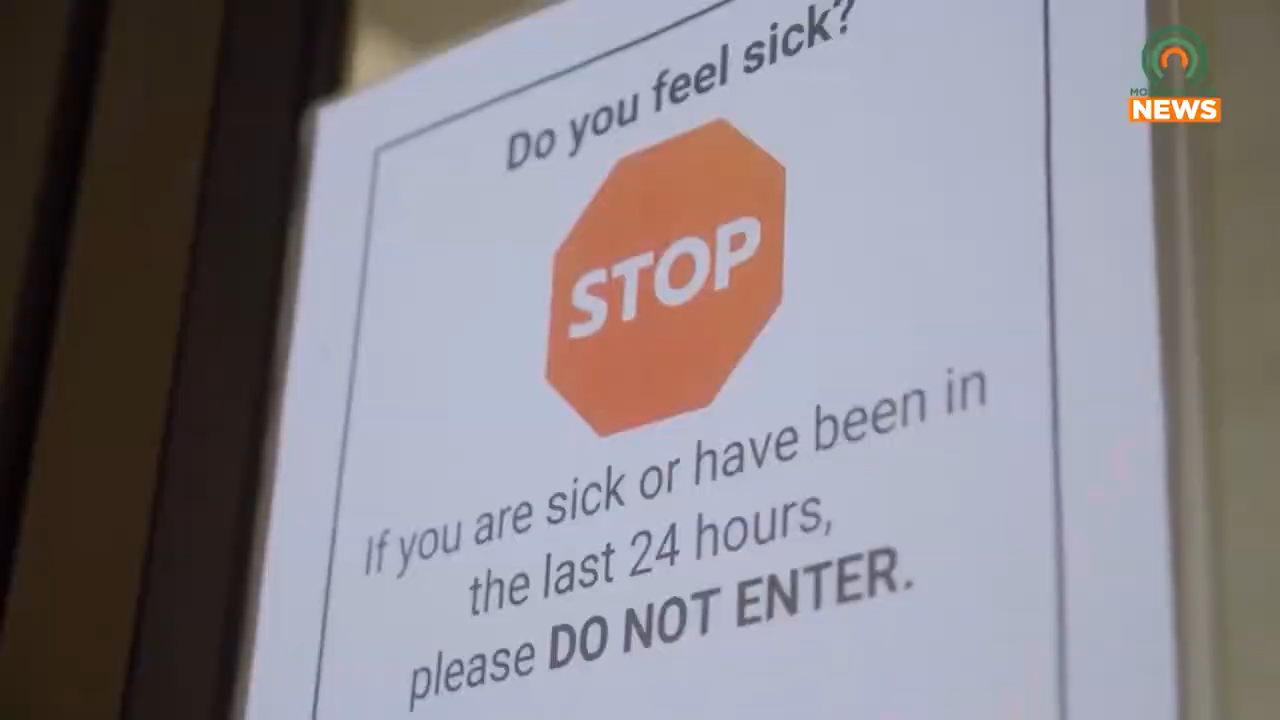 Do you feel sick?
STOP
If you are sick or have been in
the last 24 hours,
please DO NOT ENTER.
NEWS